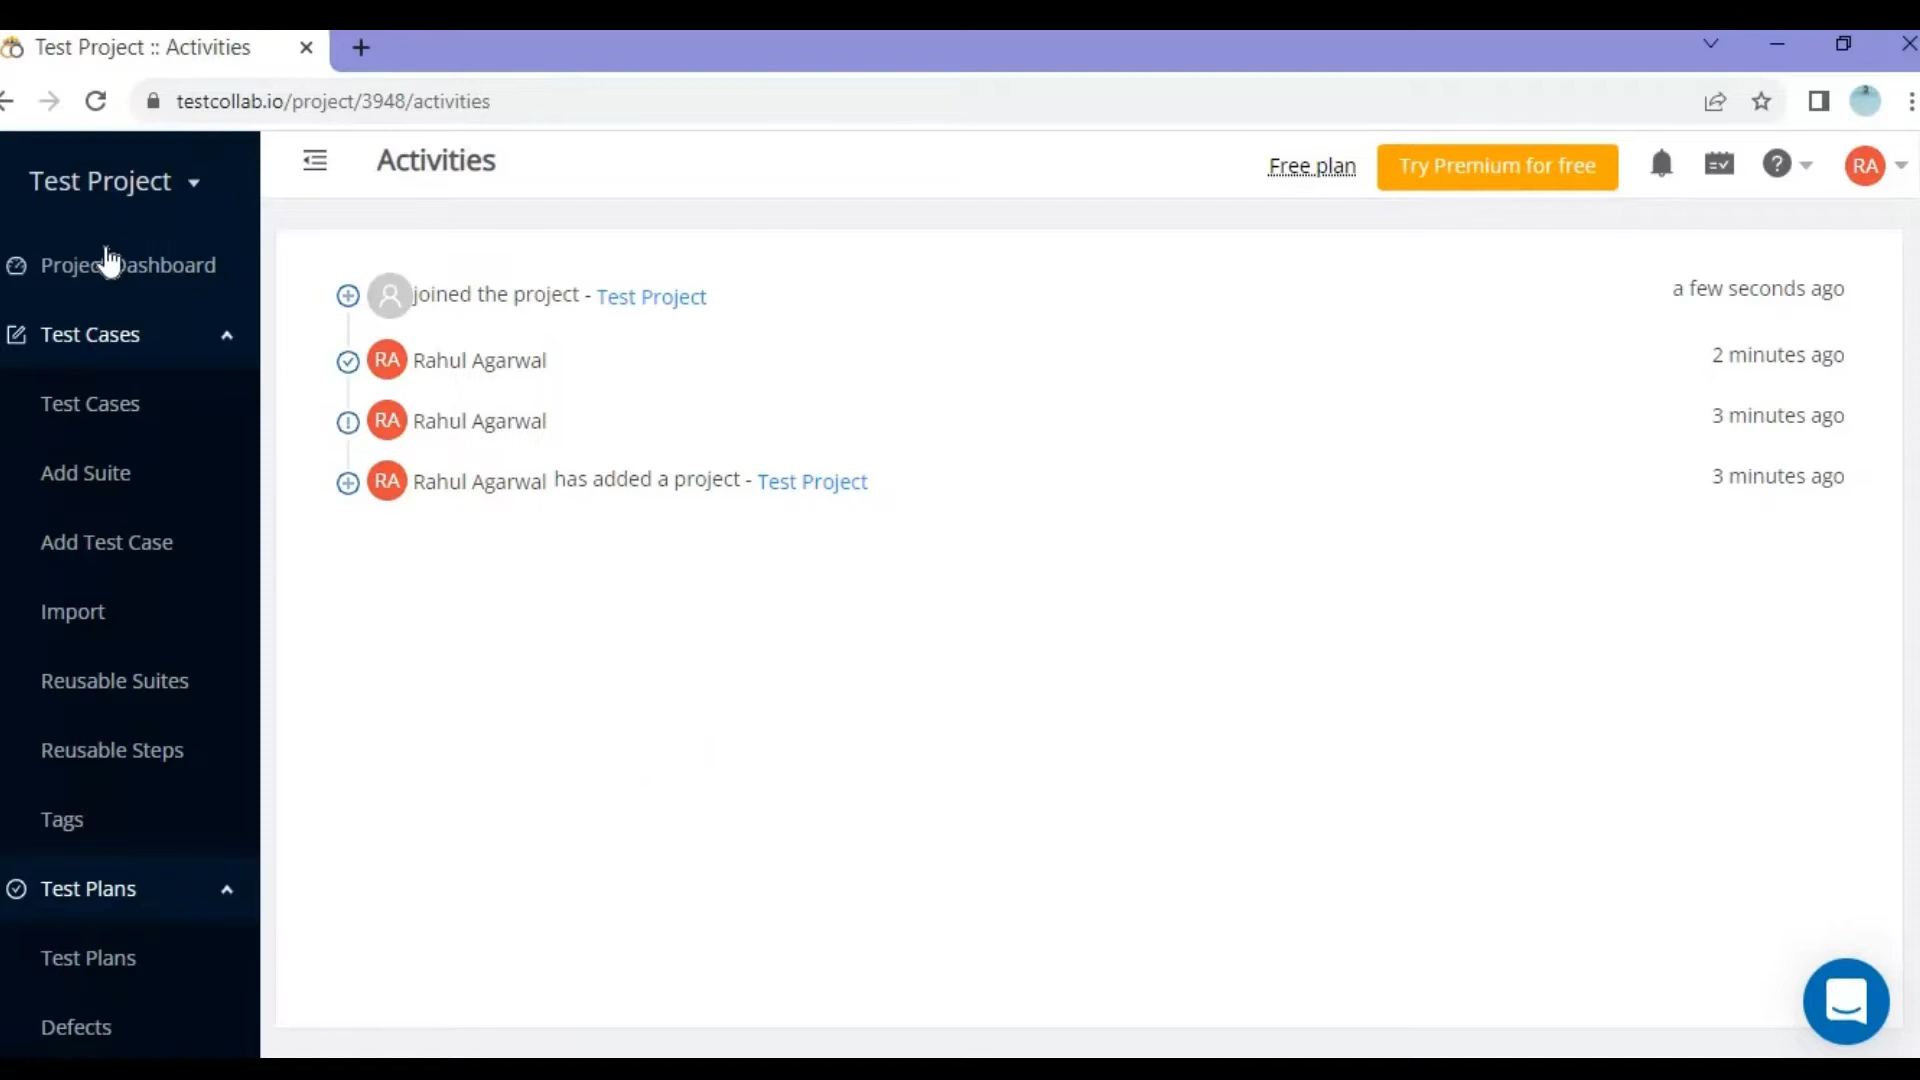 Test Project :: Activities
testcollab.io/project/3948/activities
Test Project
Activities
Free plan
Try Premium for free
RA
Project Dashboard
Test Cases
Test Cases
Add Suite
Add Test Case
Import
Reusable Suites
Reusable Steps
Tags
Test Plans
Test Plans
Defects
joined the project - Test Project
a few seconds ago
RA Rahul Agarwal
2 minutes ago
RA Rahul Agarwal
3 minutes ago
RA Rahul Agarwal has added a project - Test Project
3 minutes ago